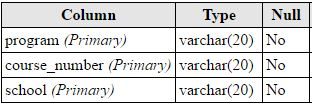 Column Type Null
program (Primary) varchar(20) No
course_number (Primary) varchar(20) No
school (Primary) varchar(20) No